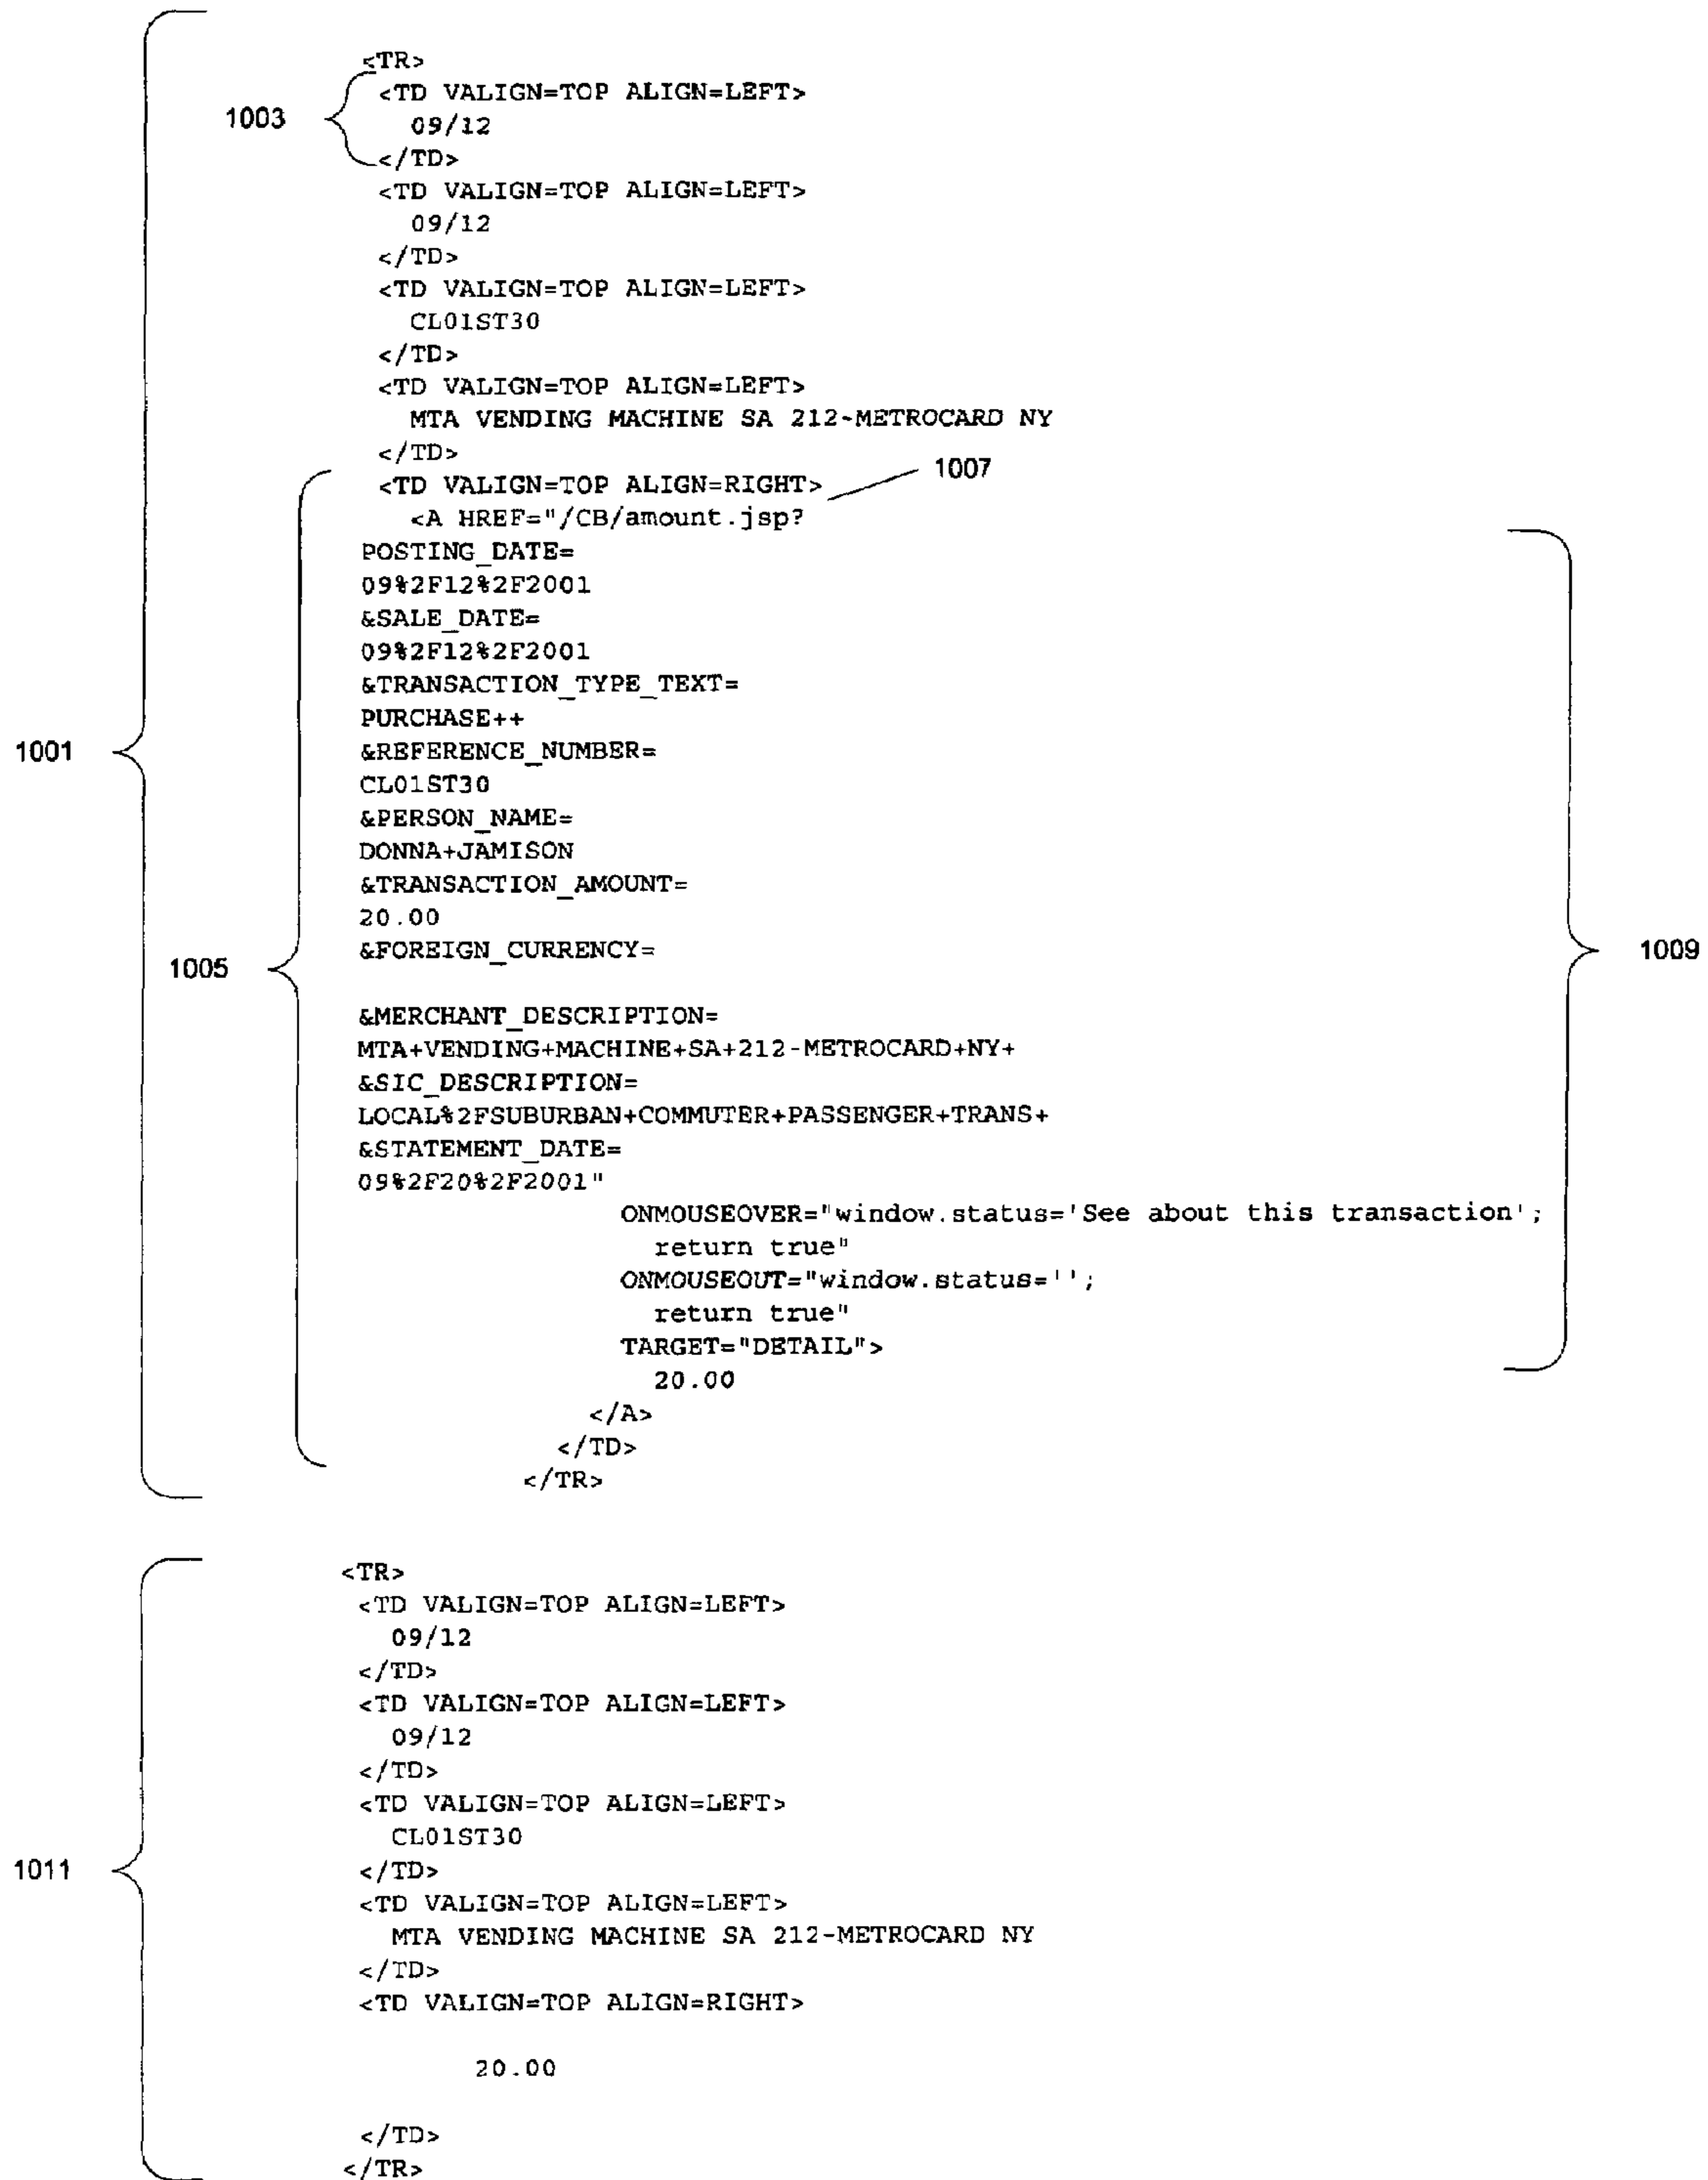 <TR>
<TD VALIGN=TOP ALIGN=LEFT>
1003
09/12
</TD>
<TD VALIGN=TOP ALIGN=LEFT>
09/12
</TD>
<TD VALIGN=TOP ALIGN=LEFT>
CL01ST30
</TD>
<TD VALIGN=TOP ALIGN=LEFT>
MTA VENDING MACHINE SA 212-METROCARD NY
</TD>
1007
<TD VALIGN=TOP ALIGN=RIGHT>
<A HREF="/CB/amount.jsp?
POSTING_DATE=
09%2F12%2F2001
&SALE_DATE=
09%2F12%2F2001
&TRANSACTION_TYPE_TEXT=
PURCHASE++
1001
&REFERENCE_NUMBER=
CL01ST30
&PERSON_NAME=
DONNA+JAMISON
&TRANSACTION_AMOUNT=
20.00
&FOREIGN_CURRENCY=
1009
1005
&MERCHANT_DESCRIPTION=
MTA+VENDING+MACHINE+SA+212-METROCARD+NY+
&SIC_DESCRIPTION=
LOCAL%2FSUBURBAN+COMMUTER+PASSENGER+TRANS+
&STATEMENT_DATE=
09%2F20%2F2001"
ONMOUSEOVER="window.status='See about this transaction';
return true"
ONMOUSEOUT="window.status='';
return true"
TARGET="DETAIL">
20.00
</A>
</TD>
</TR>
<TR>
<TD VALIGN=TOP ALIGN=LEFT>
09/12
</TD>
<TD VALIGN=TOP ALIGN=LEFT>
09/12
</TD>
<TD VALIGN=TOP ALIGN=LEFT>
CL01ST30
1011
</TD>
<TD VALIGN=TOP ALIGN=LEFT>
MTA VENDING MACHINE SA 212-METROCARD NY
</TD>
<TD VALIGN=TOP ALIGN=RIGHT>
20.00
</TD>
</TR>